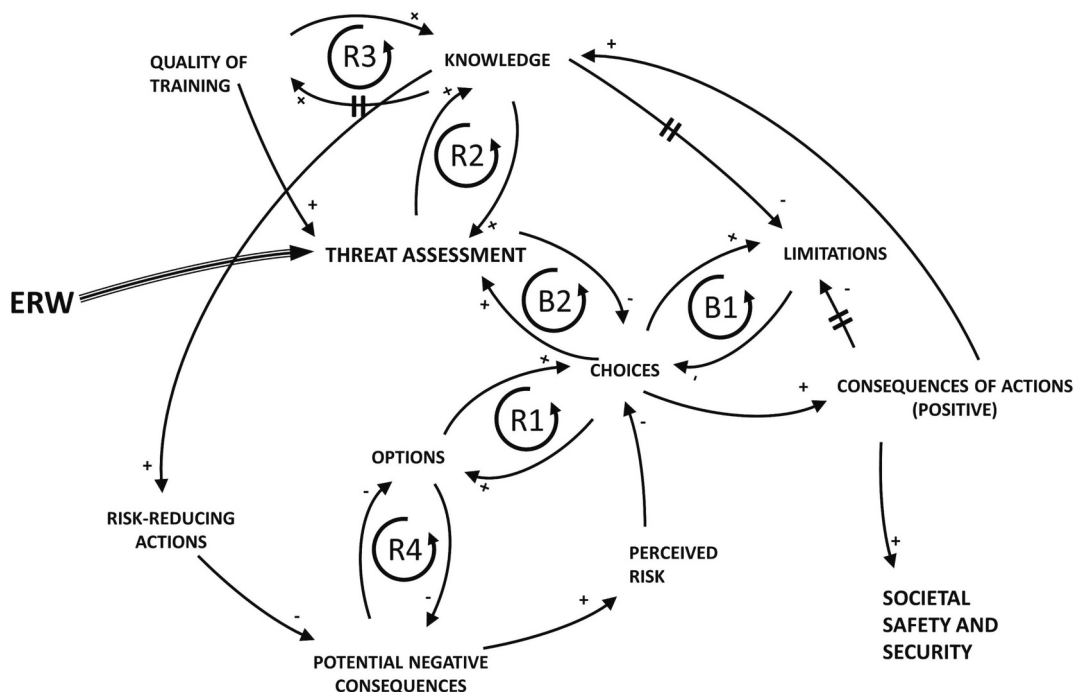 QUALITY OF
TRAINING
R3
KNOWLEDGE
+
+
+
+
R2
+
+
-
+
THREAT ASSESSMENT
ERW
LIMITATIONS
+
-
B2
-
+
B1
+
CHOICES
-
+
CONSEQUENCES OF ACTIONS
(POSITIVE)
R1
-
OPTIONS
+
+
-
R4
RISK-REDUCING
ACTIONS
PERCEIVED
RISK
+
-
-
+
SOCIETAL
SAFETY AND
SECURITY
POTENTIAL NEGATIVE
CONSEQUENCES